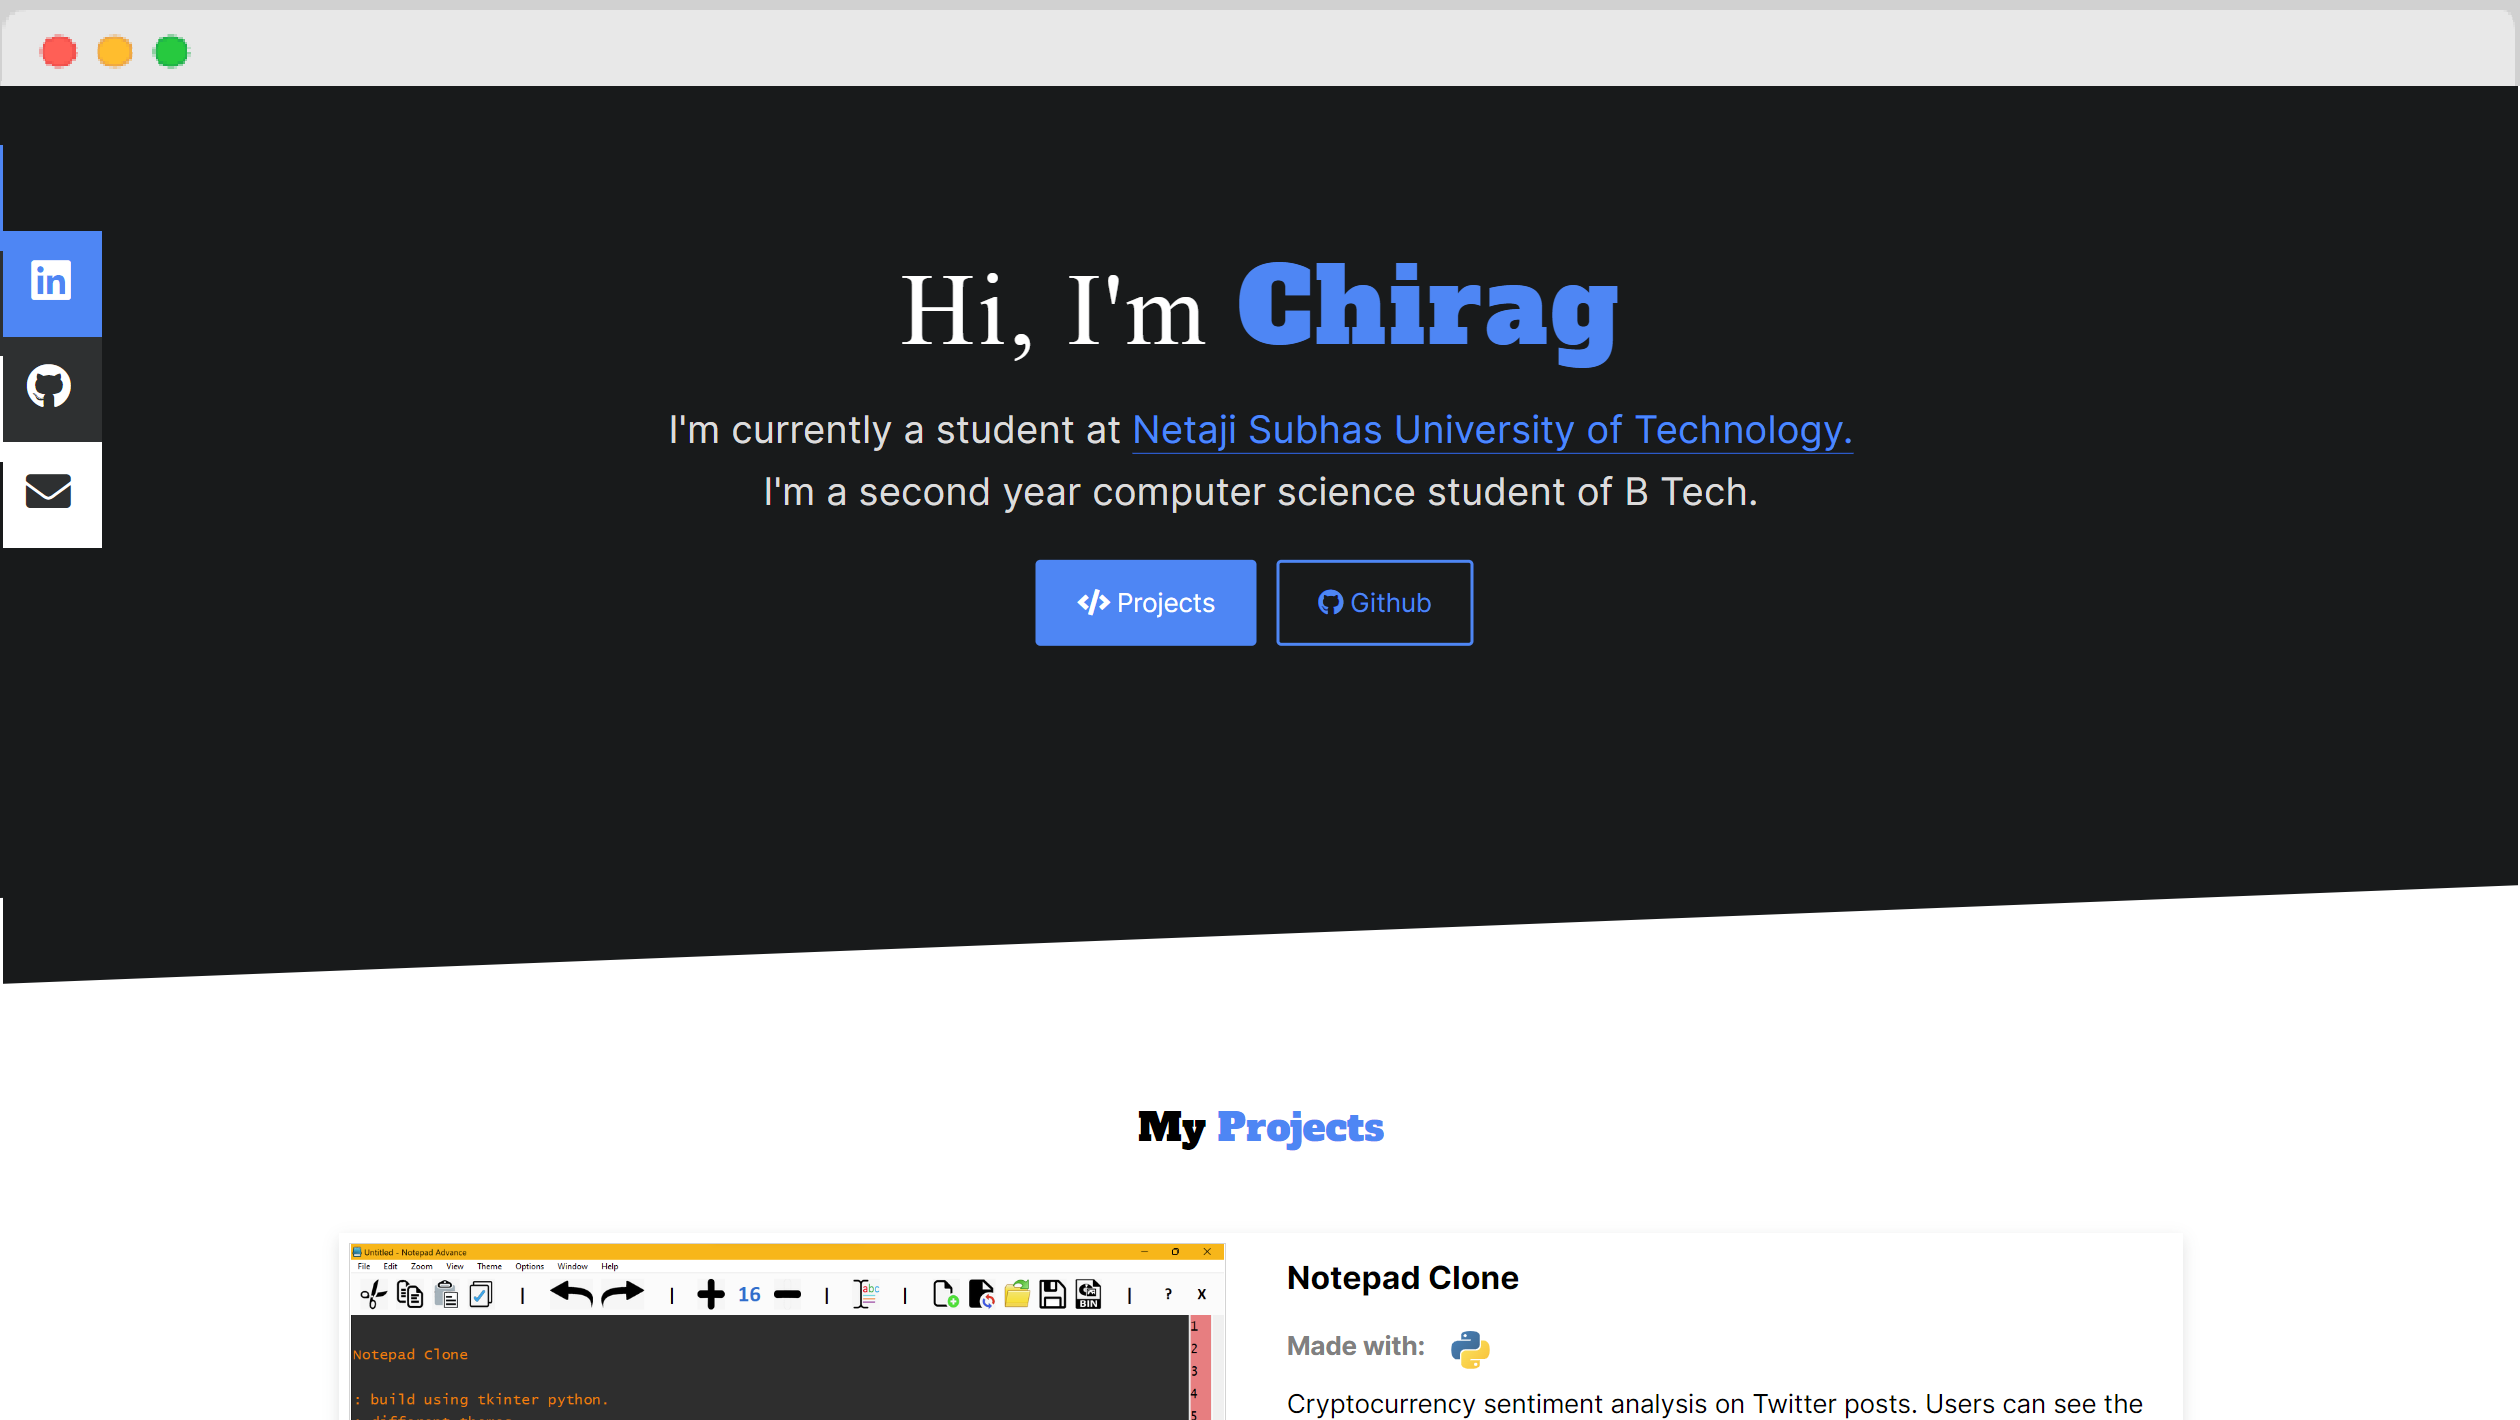 in
Hi, I'm Chirag
I'm currently a student at Netaji Subhas University of Technology.
I'm a second year computer science student of B Tech.
Projects
Github
My Projects
Untitled - Notepad Advance
File Edit Zoom View Theme Options Window Help
| | 16 | abc | BIN | ? X
Notepad Clone
: build using tkinter python.
1
2
3
4
5
Notepad Clone
Made with:
Cryptocurrency sentiment analysis on Twitter posts. Users can see the